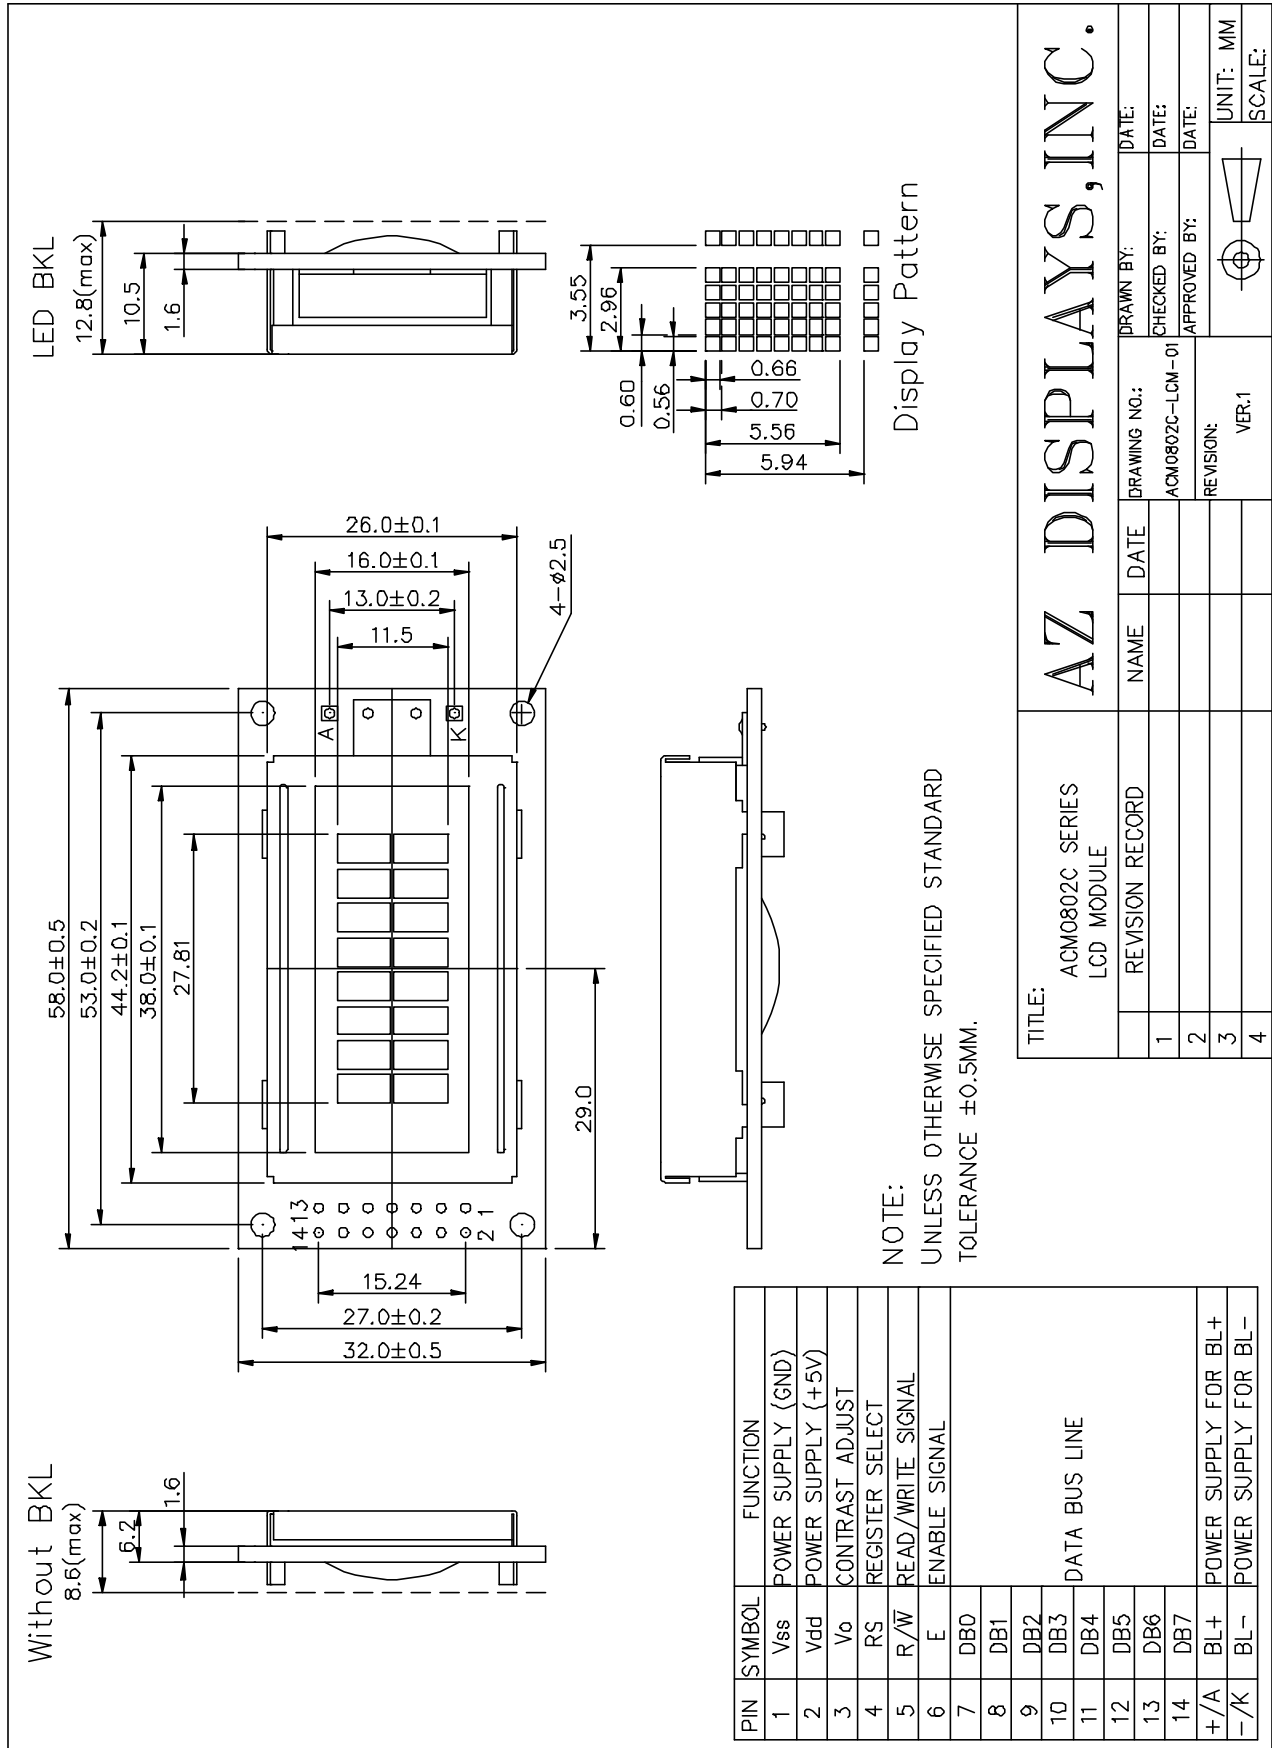 Without BKL
8.6(max)
6.2
1.6
58.0±0.5
53.0±0.2
44.2±0.1
38.0±0.1
27.81
LED BKL
12.8(max)
10.5
1.6
32.0±0.5
27.0±0.2
15.24
1413
2 1
A
K
26.0±0.1
16.0±0.1
13.0±0.2
11.5
4-ø2.5
29.0
3.55
2.96
0.60
0.56
0.66
0.70
5.56
5.94
Display Pattern
PIN SYMBOL FUNCTION
1 Vss POWER SUPPLY (GND)
2 Vdd POWER SUPPLY (+5V)
3 Vo CONTRAST ADJUST
4 RS REGISTER SELECT
5 R/W̅ READ/WRITE SIGNAL
6 E ENABLE SIGNAL
7 DB0
8 DB1
9 DB2
10 DB3 DATA BUS LINE
11 DB4
12 DB5
13 DB6
14 DB7
+/A BL+ POWER SUPPLY FOR BL+
-/K BL- POWER SUPPLY FOR BL-
NOTE:
UNLESS OTHERWISE SPECIFIED STANDARD
TOLERANCE ±0.5MM.
TITLE:
ACM0802C SERIES
LCD MODULE
AZ DISPLAYS,INC.
REVISION RECORD NAME DATE
1
2
3
4
DRAWING NO.:
ACM0802C-LCM-01
REVISION:
VER.1
DRAWN BY: DATE:
CHECKED BY: DATE:
APPROVED BY: DATE:
UNIT: MM
SCALE: